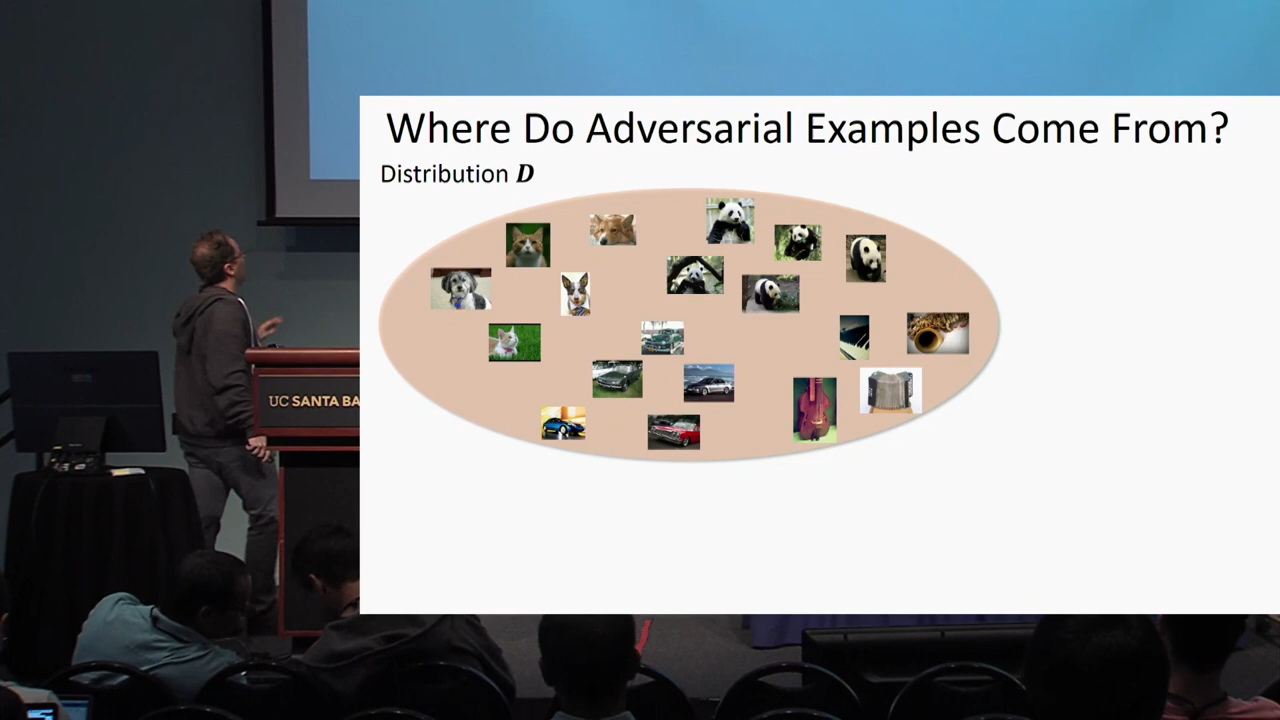 Where Do Adversarial Examples Come From?
Distribution D
UC SANTA BA